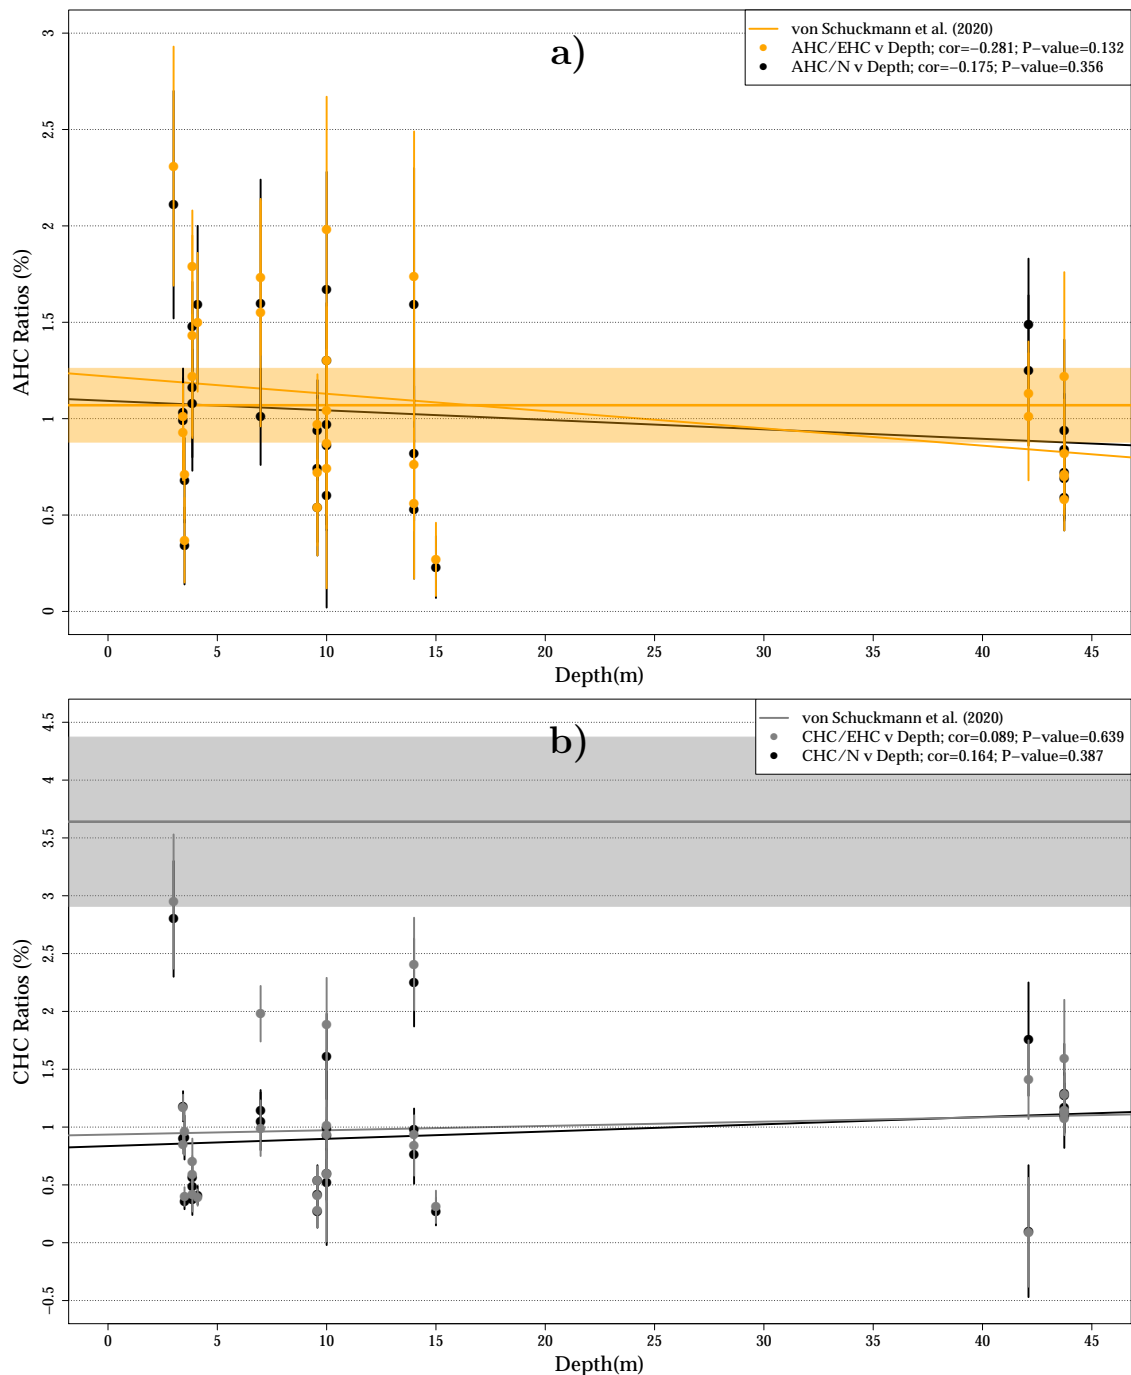 a)
von Schuckmann et al. (2020)
AHC/EHC v Depth; cor=−0.281; P−value=0.132
AHC/N v Depth; cor=−0.175; P−value=0.356
AHC Ratios (%)
3
2.5
2
1.5
1
0.5
0
0 5 10 15 20 25 30 35 40 45
Depth(m)
b)
von Schuckmann et al. (2020)
CHC/EHC v Depth; cor=0.089; P−value=0.639
CHC/N v Depth; cor=0.164; P−value=0.387
CHC Ratios (%)
4.5
4
3.5
3
2.5
2
1.5
1
0.5
0
−0.5
0 5 10 15 20 25 30 35 40 45
Depth(m)